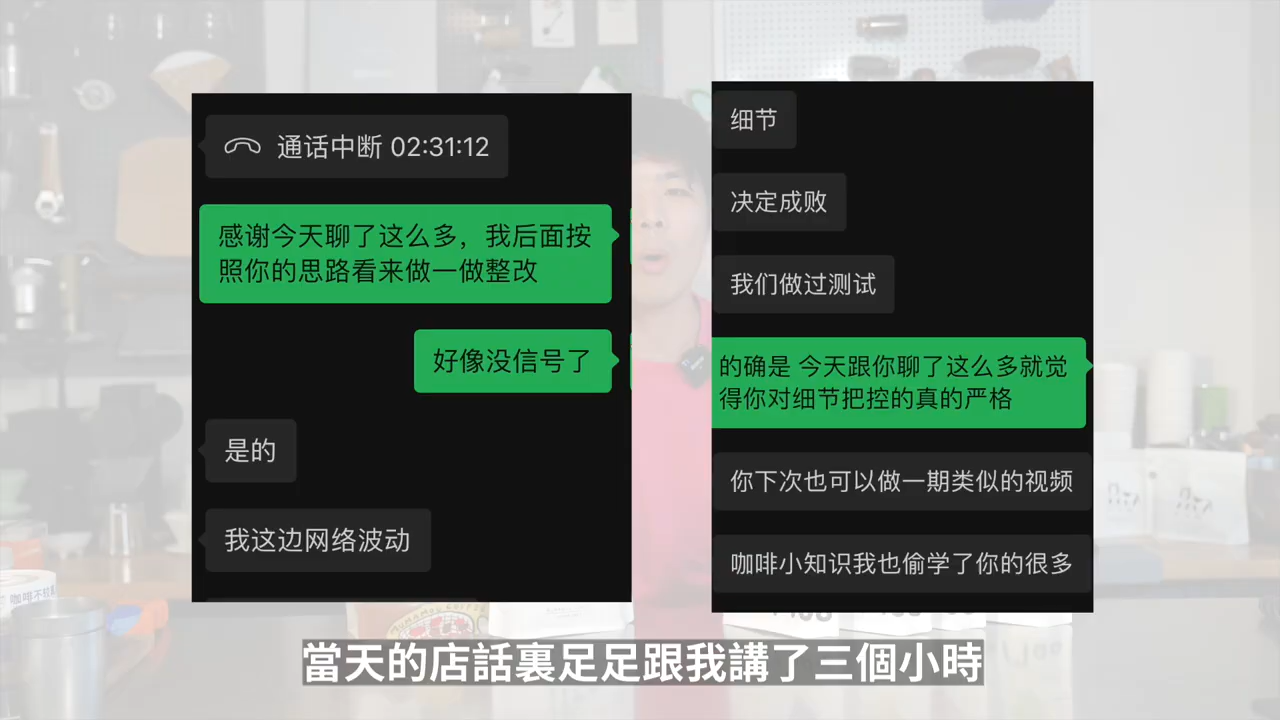 通话中断 02:31:12
感谢今天聊了这么多，我后面按
照你的思路看来做一做整改
好像没信号了
是的
我这边网络波动
细节
决定成败
我们做过测试
的确是 今天跟你聊了这么多就觉
得你对细节把控的真的严格
你下次也可以做一期类似的视频
咖啡小知识我也偷学了你的很多
當天的店話裏足足跟我講了三個小時